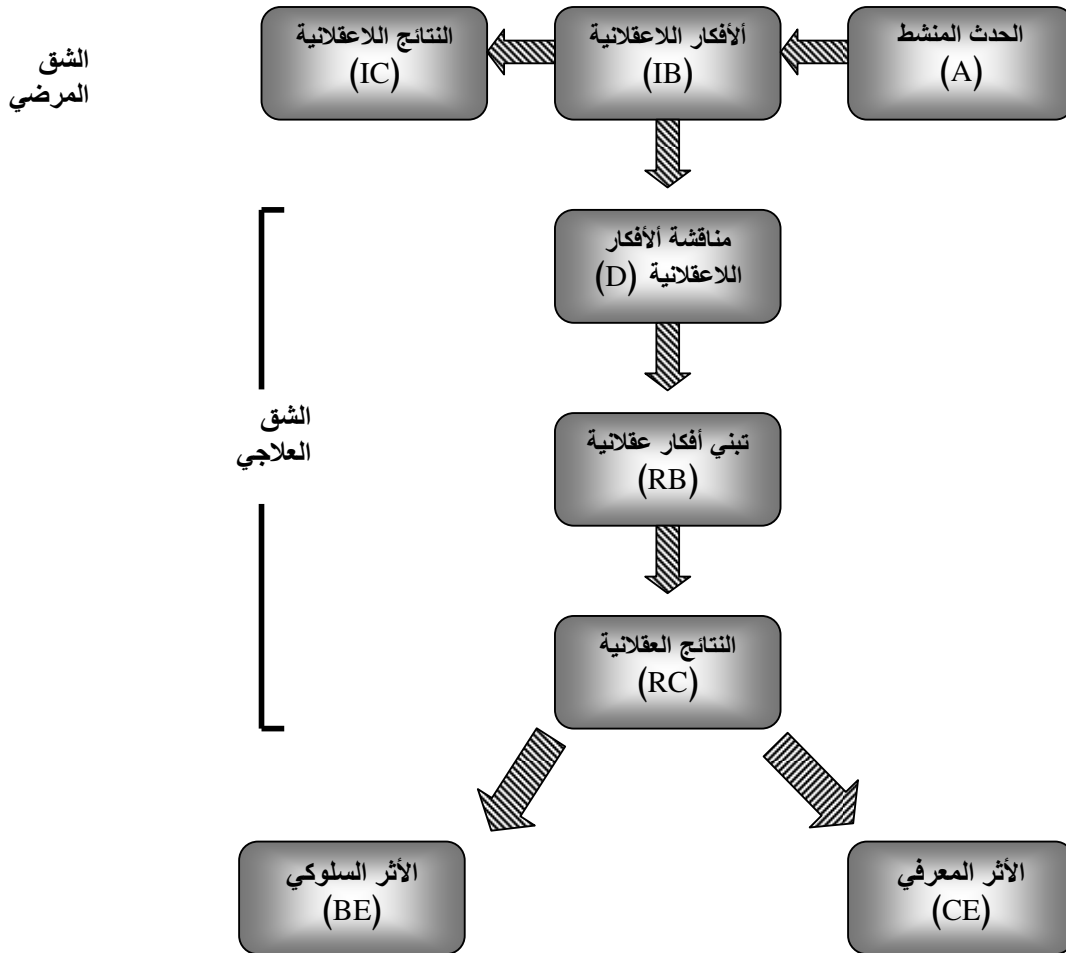 الشق
المرضي
الحدث المنشط
(A)
ألأفكار اللاعقلانية
(IB)
النتائج اللاعقلانية
(IC)
مناقشة ألأفكار
اللاعقلانية (D)
الشق
العلاجي
تبني أفكار عقلانية
(RB)
النتائج العقلانية
(RC)
الأثر المعرفي
(CE)
الأثر السلوكي
(BE)